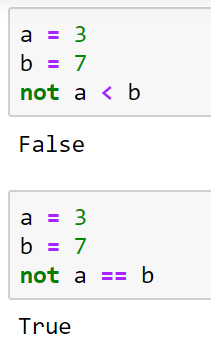 a = 3
b = 7
not a < b
False
a = 3
b = 7
not a == b
True